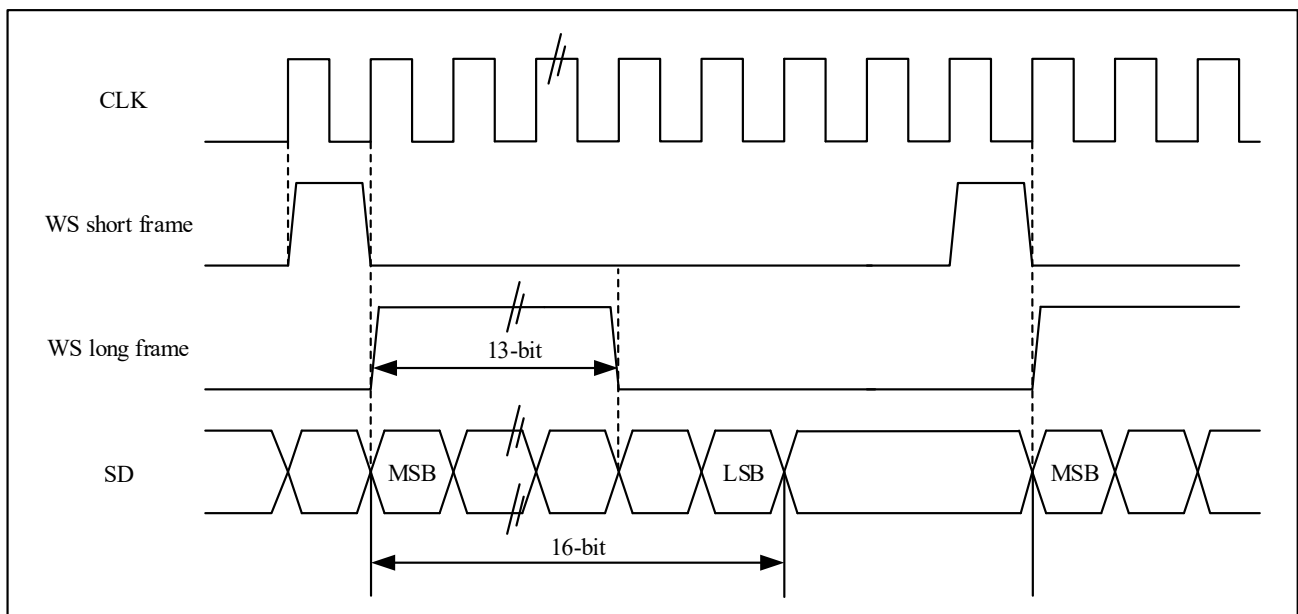 CLK
WS short frame
WS long frame
13-bit
SD
MSB
LSB
MSB
16-bit